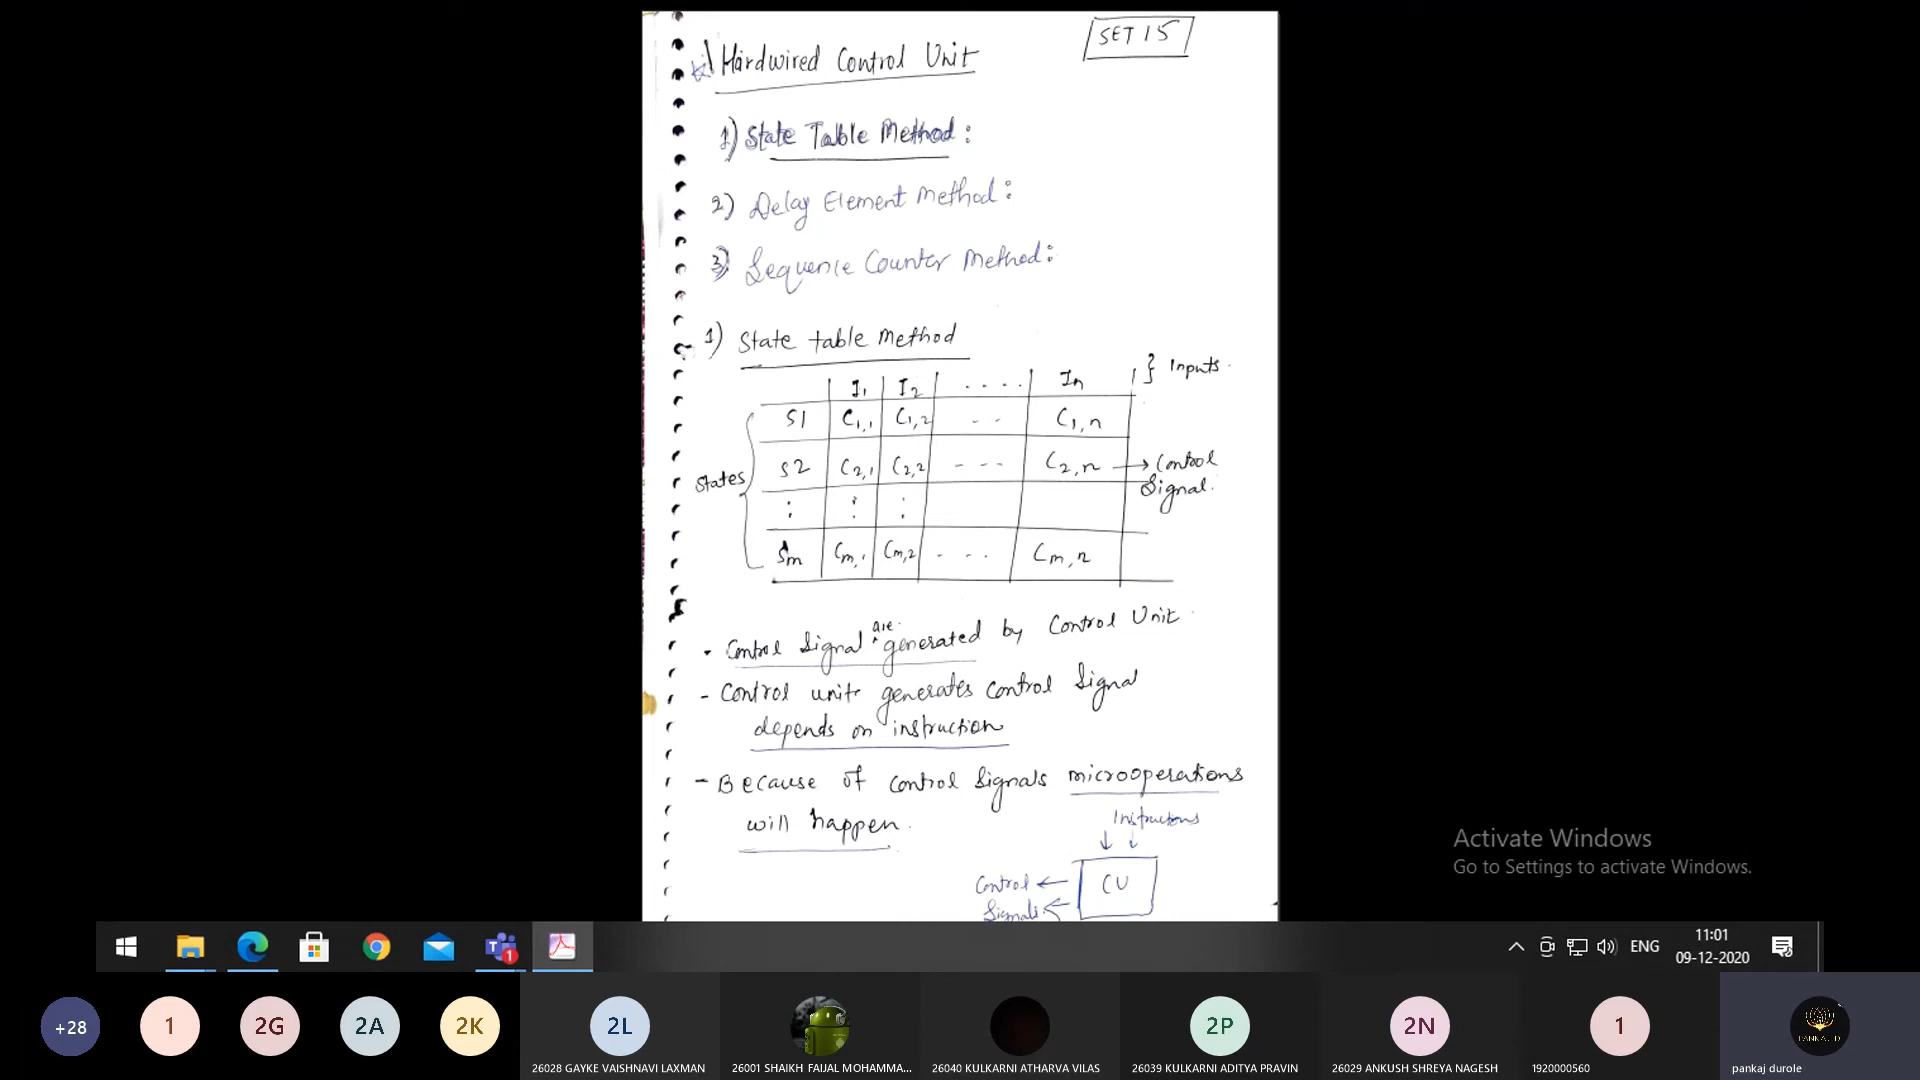 SET 15
1) Hardwired Control Unit
1) State Table Method:
2) Delay Element Method:
3) Sequence Counter Method:
1) State table Method
I1 I2 .... In } Inputs
S1 C1,1 C1,2 -- C1,n
States
S2 C2,1 C2,2 --- C2,n → Control Signal.
: : :
Sm Cm,1 Cm,2 - -- Cm,n
- Control Signal are generated by Control Unit.
- Control unit generates Control Signal
depends on instruction
- Because of Control Signals microoperations
will happen.
Instructions
Control Signals
CU
Activate Windows
Go to Settings to activate Windows.
1
ENG
11:01
09-12-2020
+28
1
2G
2A
2K
2L
2P
2N
1
PANKAJ D
26028 GAYKE VAISHNAVI LAXMAN
26001 SHAIKH FAIJAL MOHAMMA...
26040 KULKARNI ATHARVA VILAS
26039 KULKARNI ADITYA PRAVIN
26029 ANKUSH SHREYA NAGESH
1920000560
pankaj durole